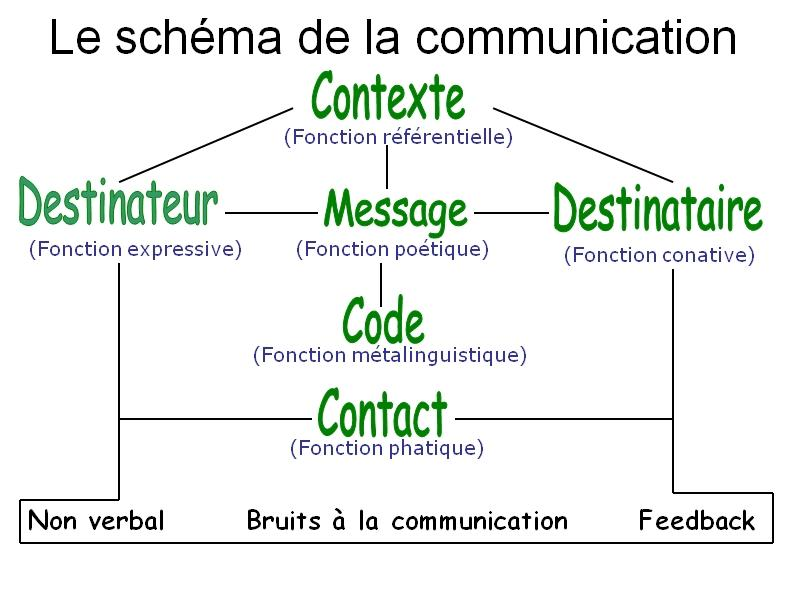 Le schéma de la communication
Contexte
(Fonction référentielle)
Destinateur
(Fonction expressive)
Message
(Fonction poétique)
Destinataire
(Fonction conative)
Code
(Fonction métalinguistique)
Contact
(Fonction phatique)
Non verbal
Bruits à la communication
Feedback